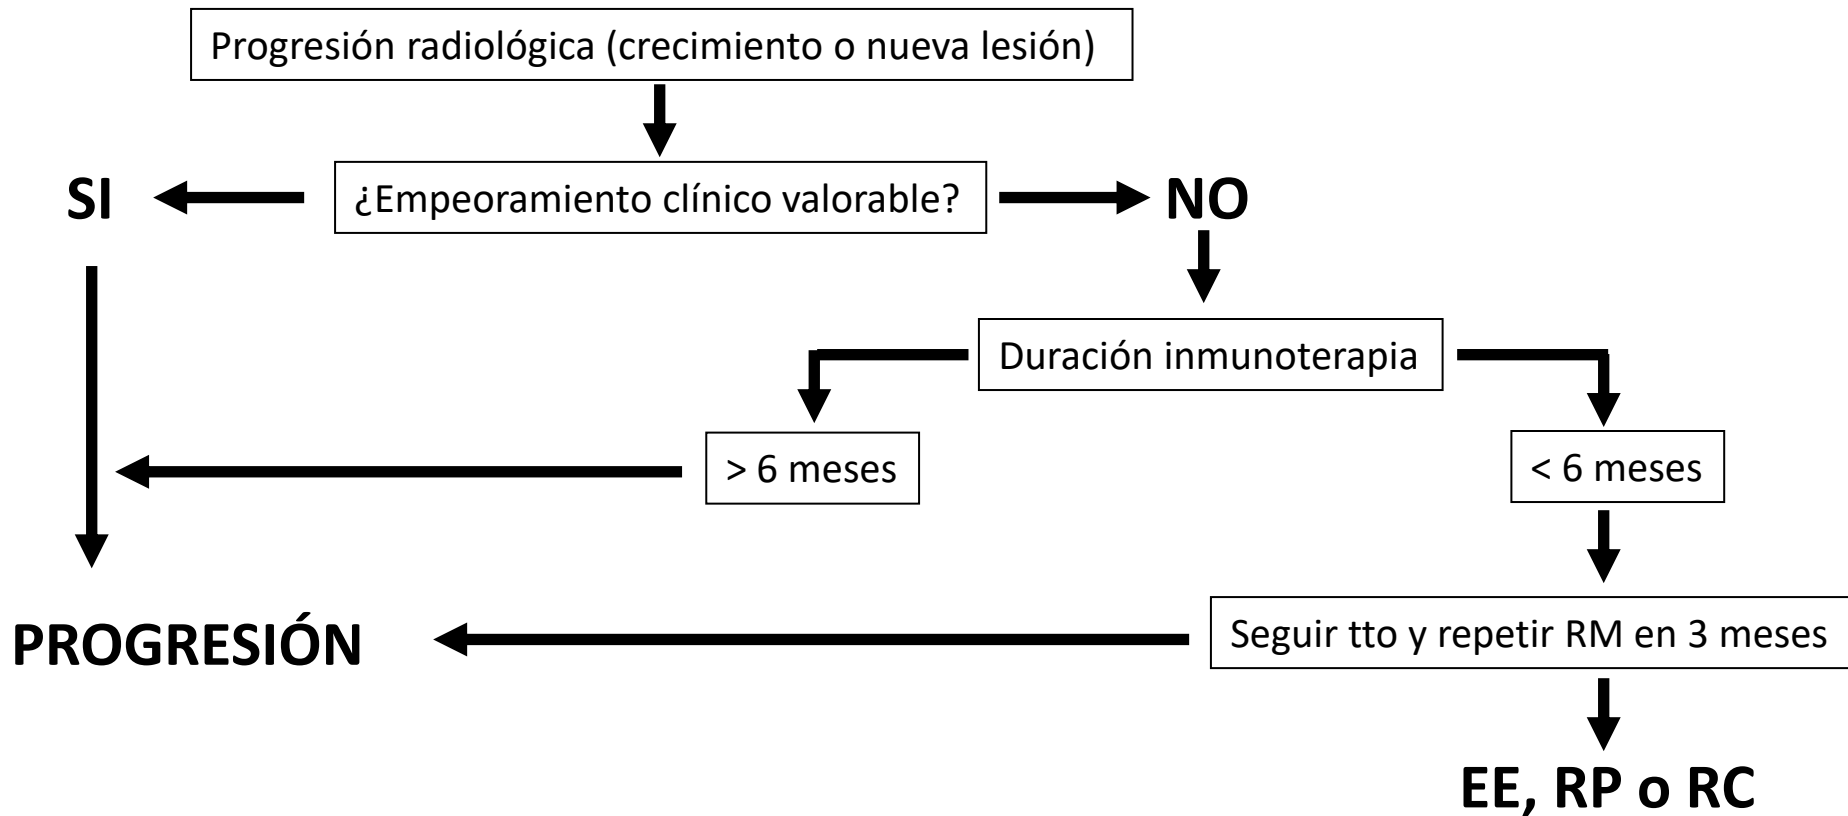 Progresión radiológica (crecimiento o nueva lesión)
SI
¿Empeoramiento clínico valorable?
NO
Duración inmunoterapia
> 6 meses
< 6 meses
PROGRESIÓN
Seguir tto y repetir RM en 3 meses
EE, RP o RC